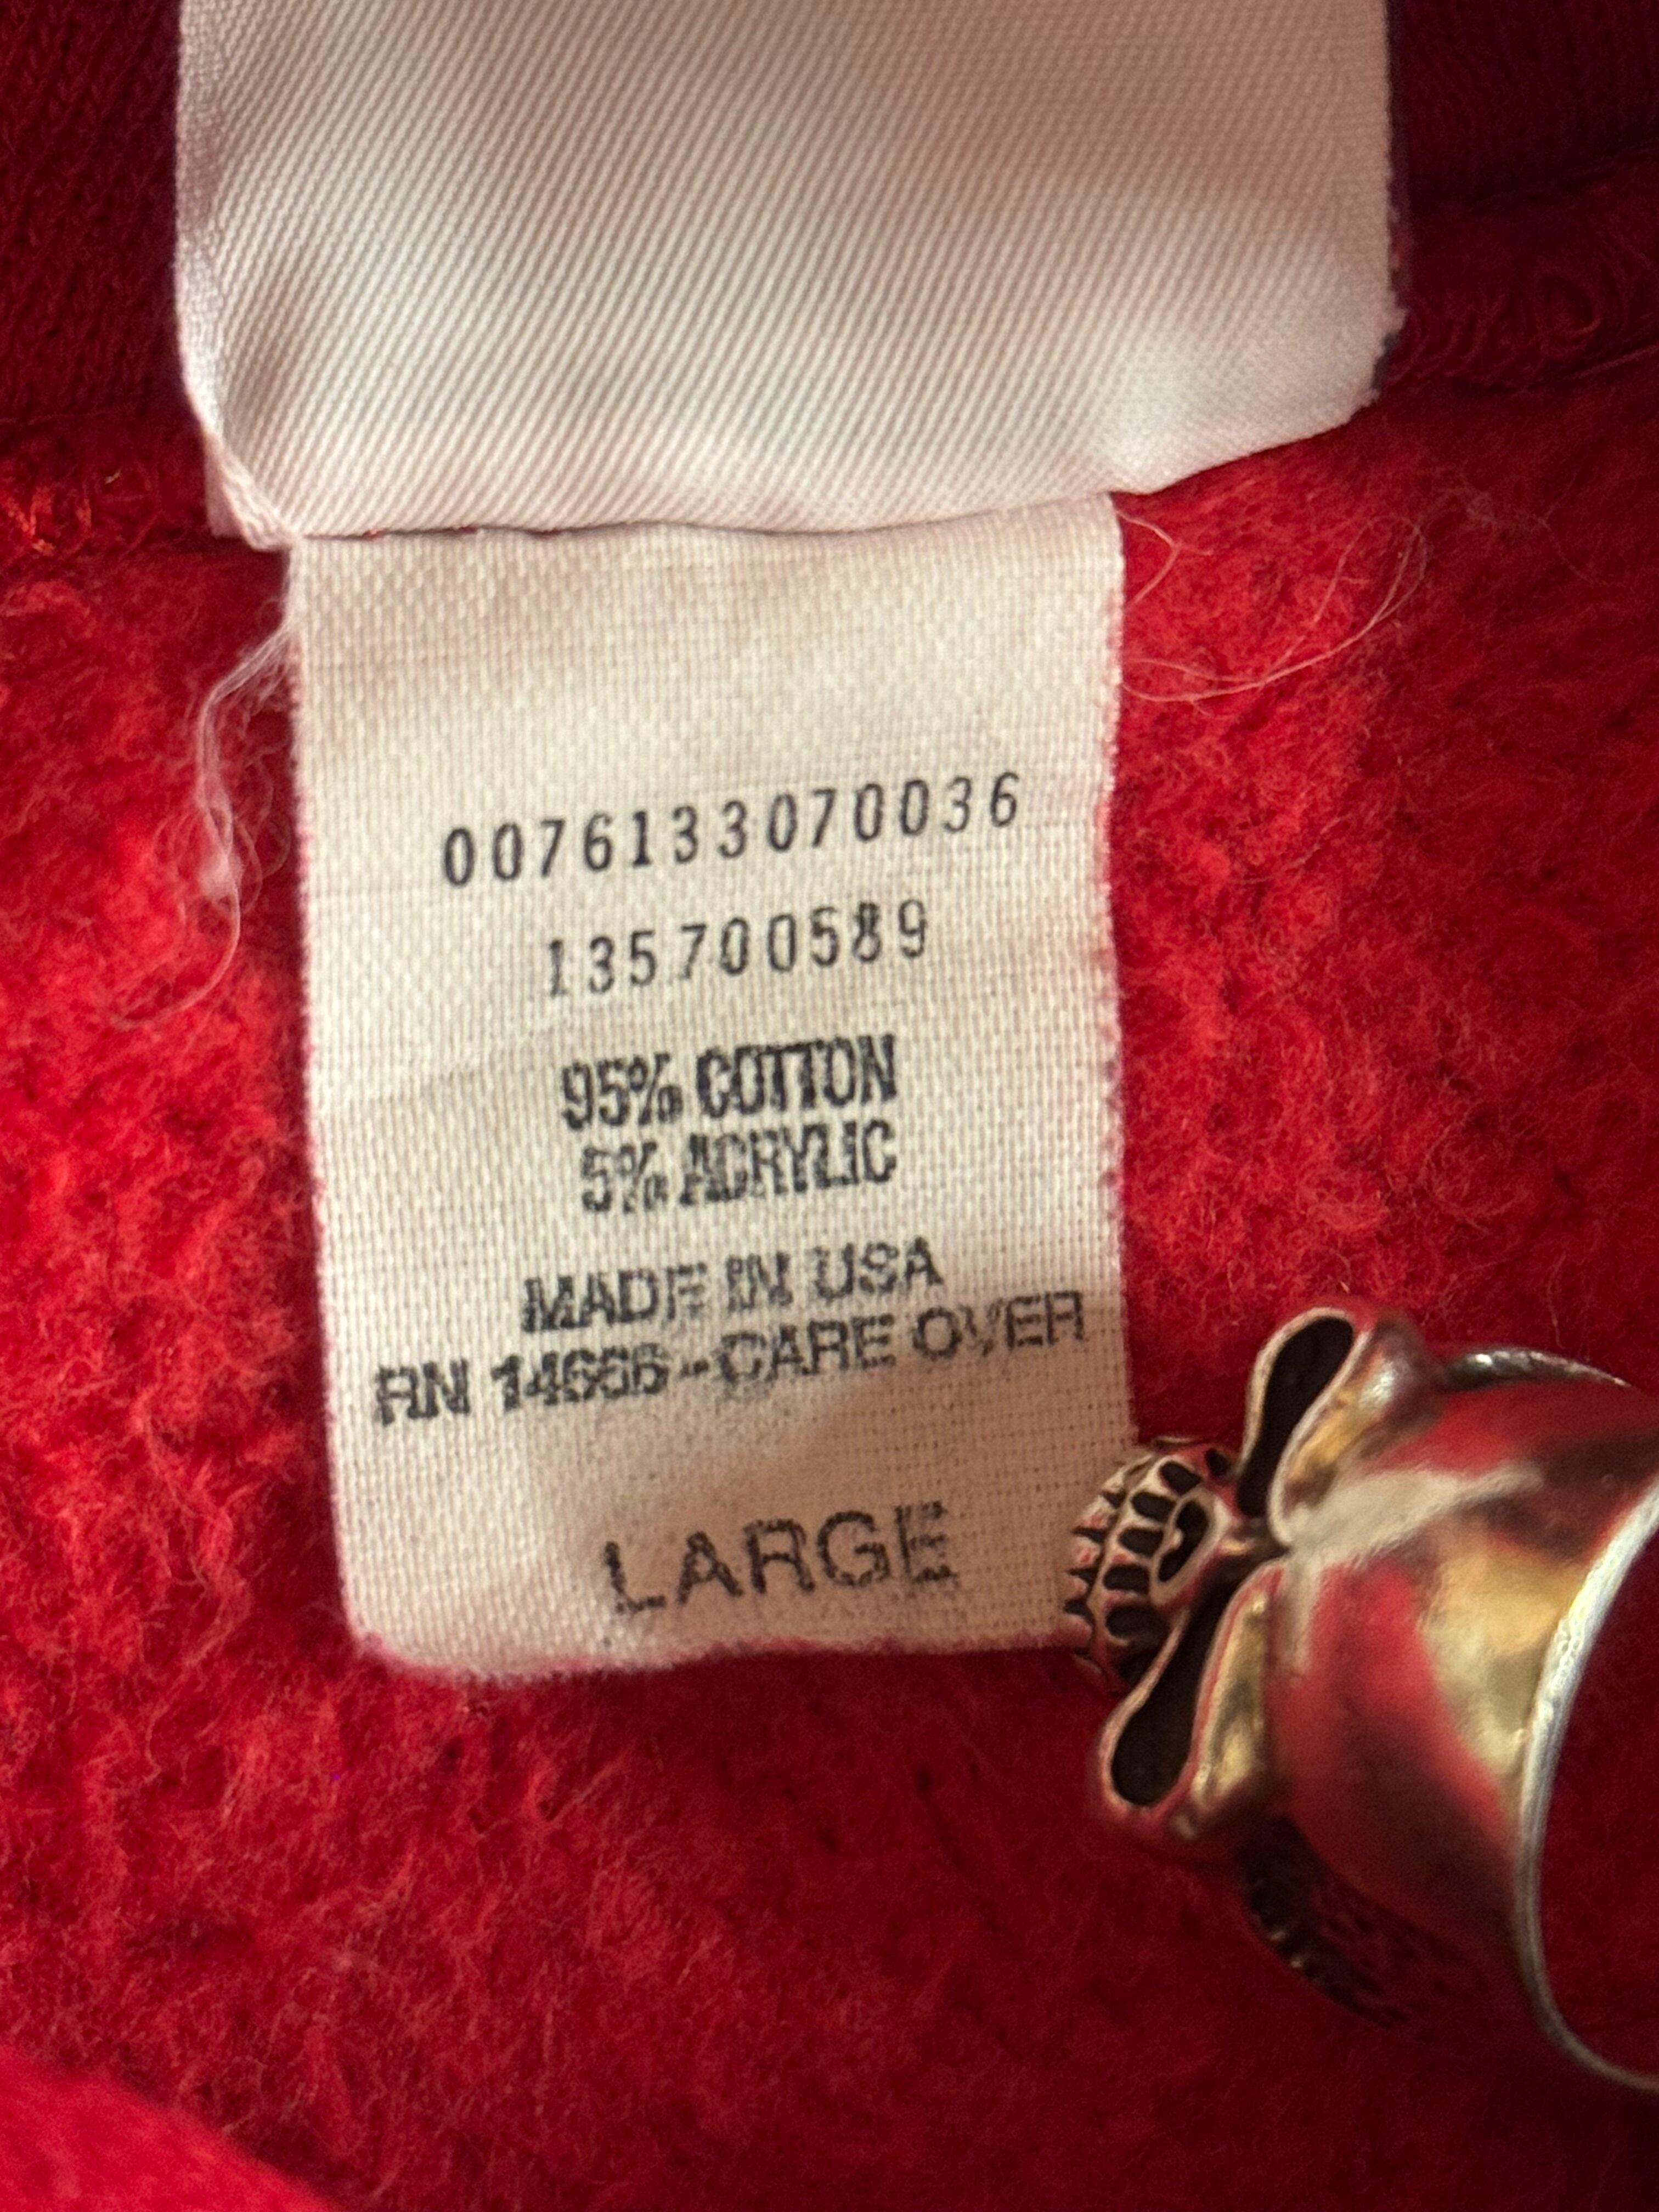 0076133070036
135700589
95% COTTON
5% ACRYLIC
MADE IN USA
RN 14666-CARE OVER
LARGE